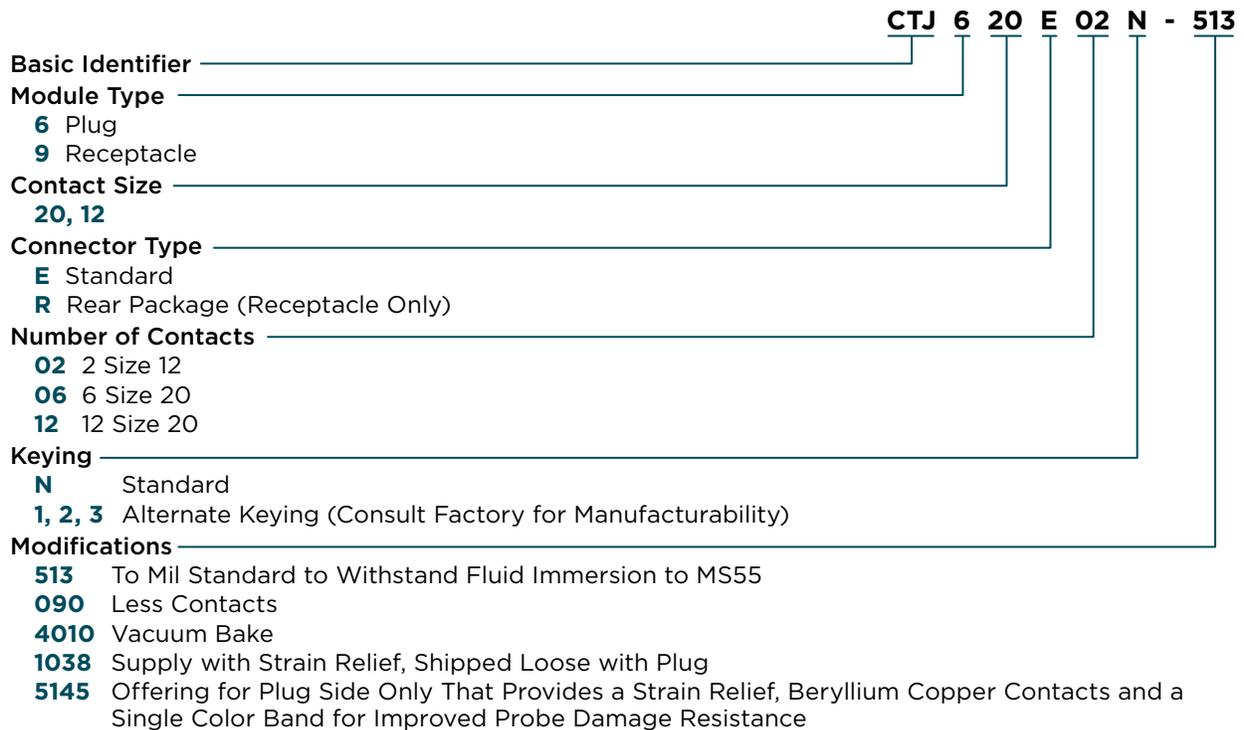 CTJ 6 20 E 02 N - 513
Basic Identifier
Module Type
6 Plug
9 Receptacle
Contact Size
20, 12
Connector Type
E Standard
R Rear Package (Receptacle Only)
Number of Contacts
02 2 Size 12
06 6 Size 20
12 12 Size 20
Keying
N Standard
1, 2, 3 Alternate Keying (Consult Factory for Manufacturability)
Modifications
513 To Mil Standard to Withstand Fluid Immersion to MS55
090 Less Contacts
4010 Vacuum Bake
1038 Supply with Strain Relief, Shipped Loose with Plug
5145 Offering for Plug Side Only That Provides a Strain Relief, Beryllium Copper Contacts and a
Single Color Band for Improved Probe Damage Resistance